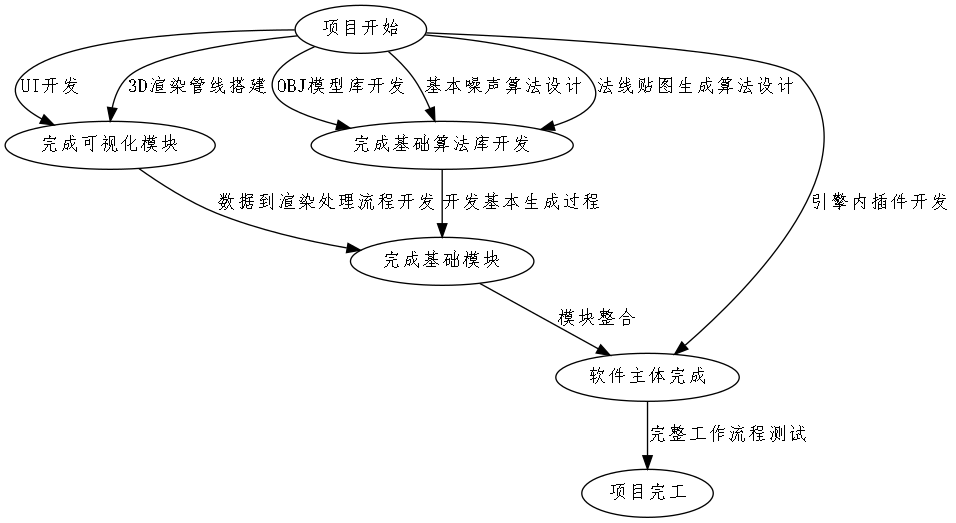 项目开始
UI开发
3D渲染管线搭建
OBJ模型库开发
基本噪声算法设计
法线贴图生成算法设计
完成可视化模块
完成基础算法库开发
数据到渲染处理流程开发
开发基本生成过程
引擎内插件开发
完成基础模块
模块整合
软件主体完成
完整工作流程测试
项目完工